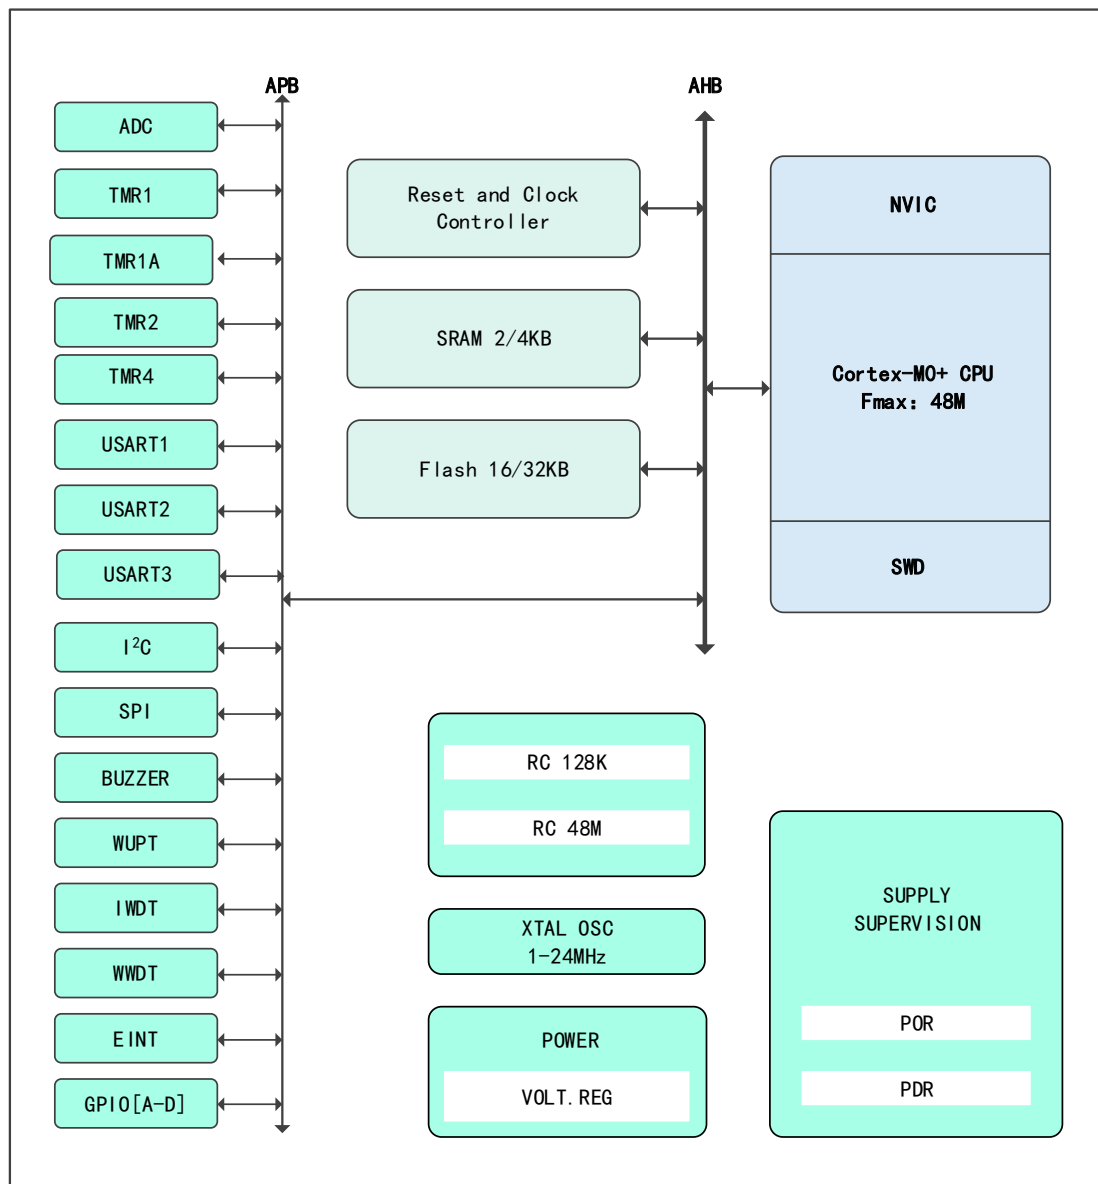 APB
AHB
ADC
TMR1
TMR1A
TMR2
TMR4
USART1
USART2
USART3
I²C
SPI
BUZZER
WUPT
IWDT
WWDT
EINT
GPIO[A-D]
Reset and Clock
Controller
SRAM 2/4KB
Flash 16/32KB
NVIC
Cortex-M0+ CPU
Fmax: 48M
SWD
RC 128K
RC 48M
XTAL OSC
1-24MHz
POWER
VOLT.REG
SUPPLY
SUPERVISION
POR
PDR